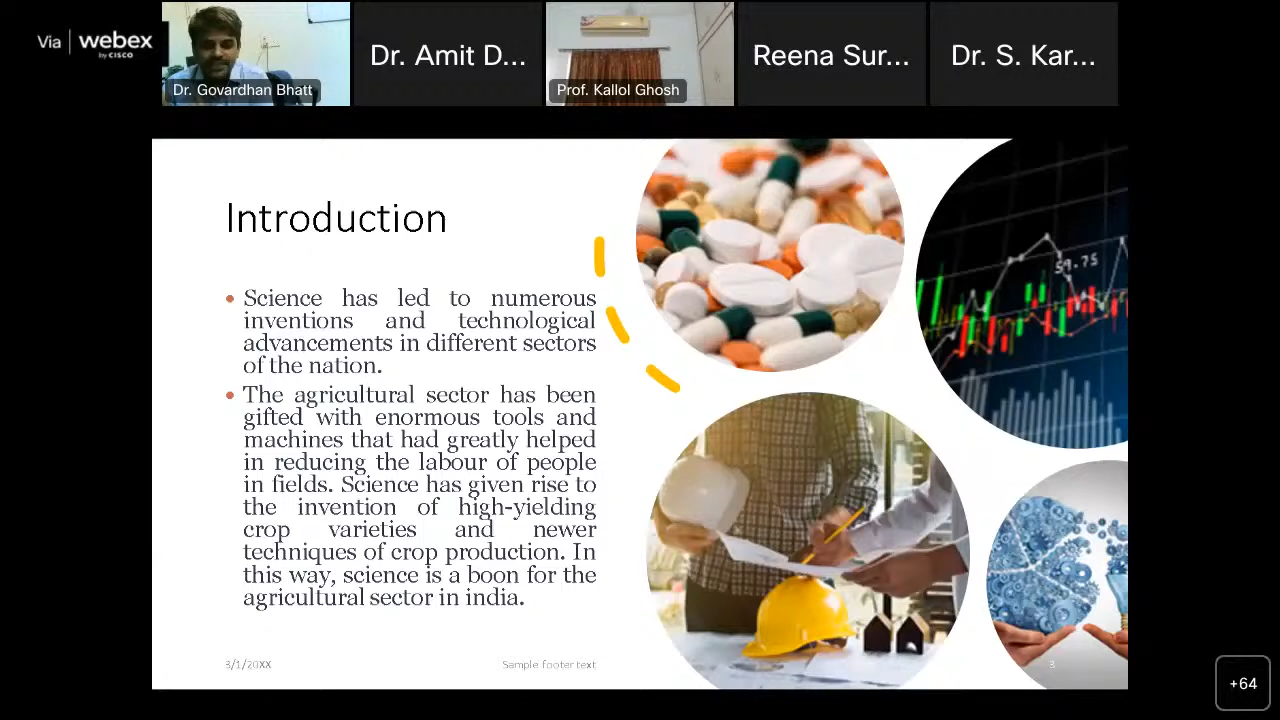 Via webex
by CISCO
Dr. Govardhan Bhatt
Dr. Amit D...
Prof. Kallol Ghosh
Reena Sur...
Dr. S. Kar...
Introduction
• Science has led to numerous
inventions and technological
advancements in different sectors
of the nation.
• The agricultural sector has been
gifted with enormous tools and
machines that had greatly helped
in reducing the labour of people
in fields. Science has given rise to
the invention of high-yielding
crop varieties and newer
techniques of crop production. In
this way, science is a boon for the
agricultural sector in india.
59.75
3/1/20XX
Sample footer text
3
+64